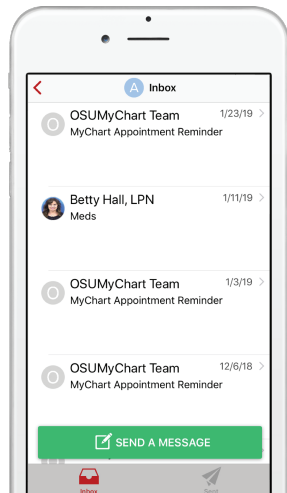 A Inbox
OSUMyChart Team 1/23/19
O
MyChart Appointment Reminder
Betty Hall, LPN 1/11/19
Meds
OSUMyChart Team 1/3/19
O
MyChart Appointment Reminder
OSUMyChart Team 12/6/18
O
MyChart Appointment Reminder
SEND A MESSAGE
Inbox Sent